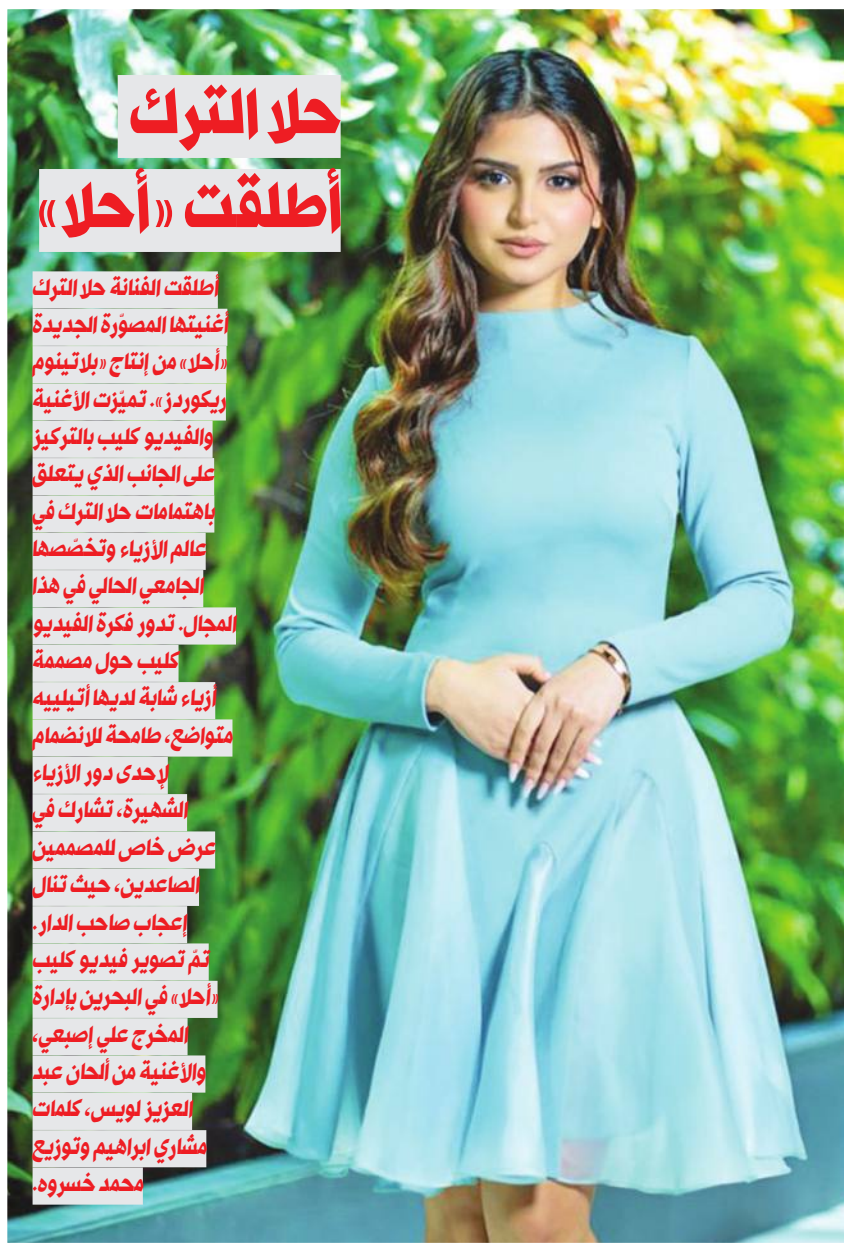 حلا الترك
أطلقت «أحلا»
أطلقت الفنانة حلا الترك
أغنيتها المصوّرة الجديدة
«أحلا» من إنتاج «بلاتينوم
ريكوردز». تميّزت الأغنية
والفيديو كليب بالتركيز
على الجانب الذي يتعلق
باهتمامات حلا الترك في
عالم الأزياء وتخصّصها
الجامعي الحالي في هذا
المجال. تدور فكرة الفيديو
كليب حول مصممة
أزياء شابة لديها أتيلييه
متواضع، طامحة للانضمام
لإحدى دور الأزياء
الشهيرة، تشارك في
عرض خاص للمصممين
الصاعدين، حيث تنال
إعجاب صاحب الدار.
تمّ تصوير فيديو كليب
«أحلا» في البحرين بإدارة
المخرج علي إصبعي،
والأغنية من ألحان عبد
العزيز لويس، كلمات
مشاري ابراهيم وتوزيع
محمد خسروه.